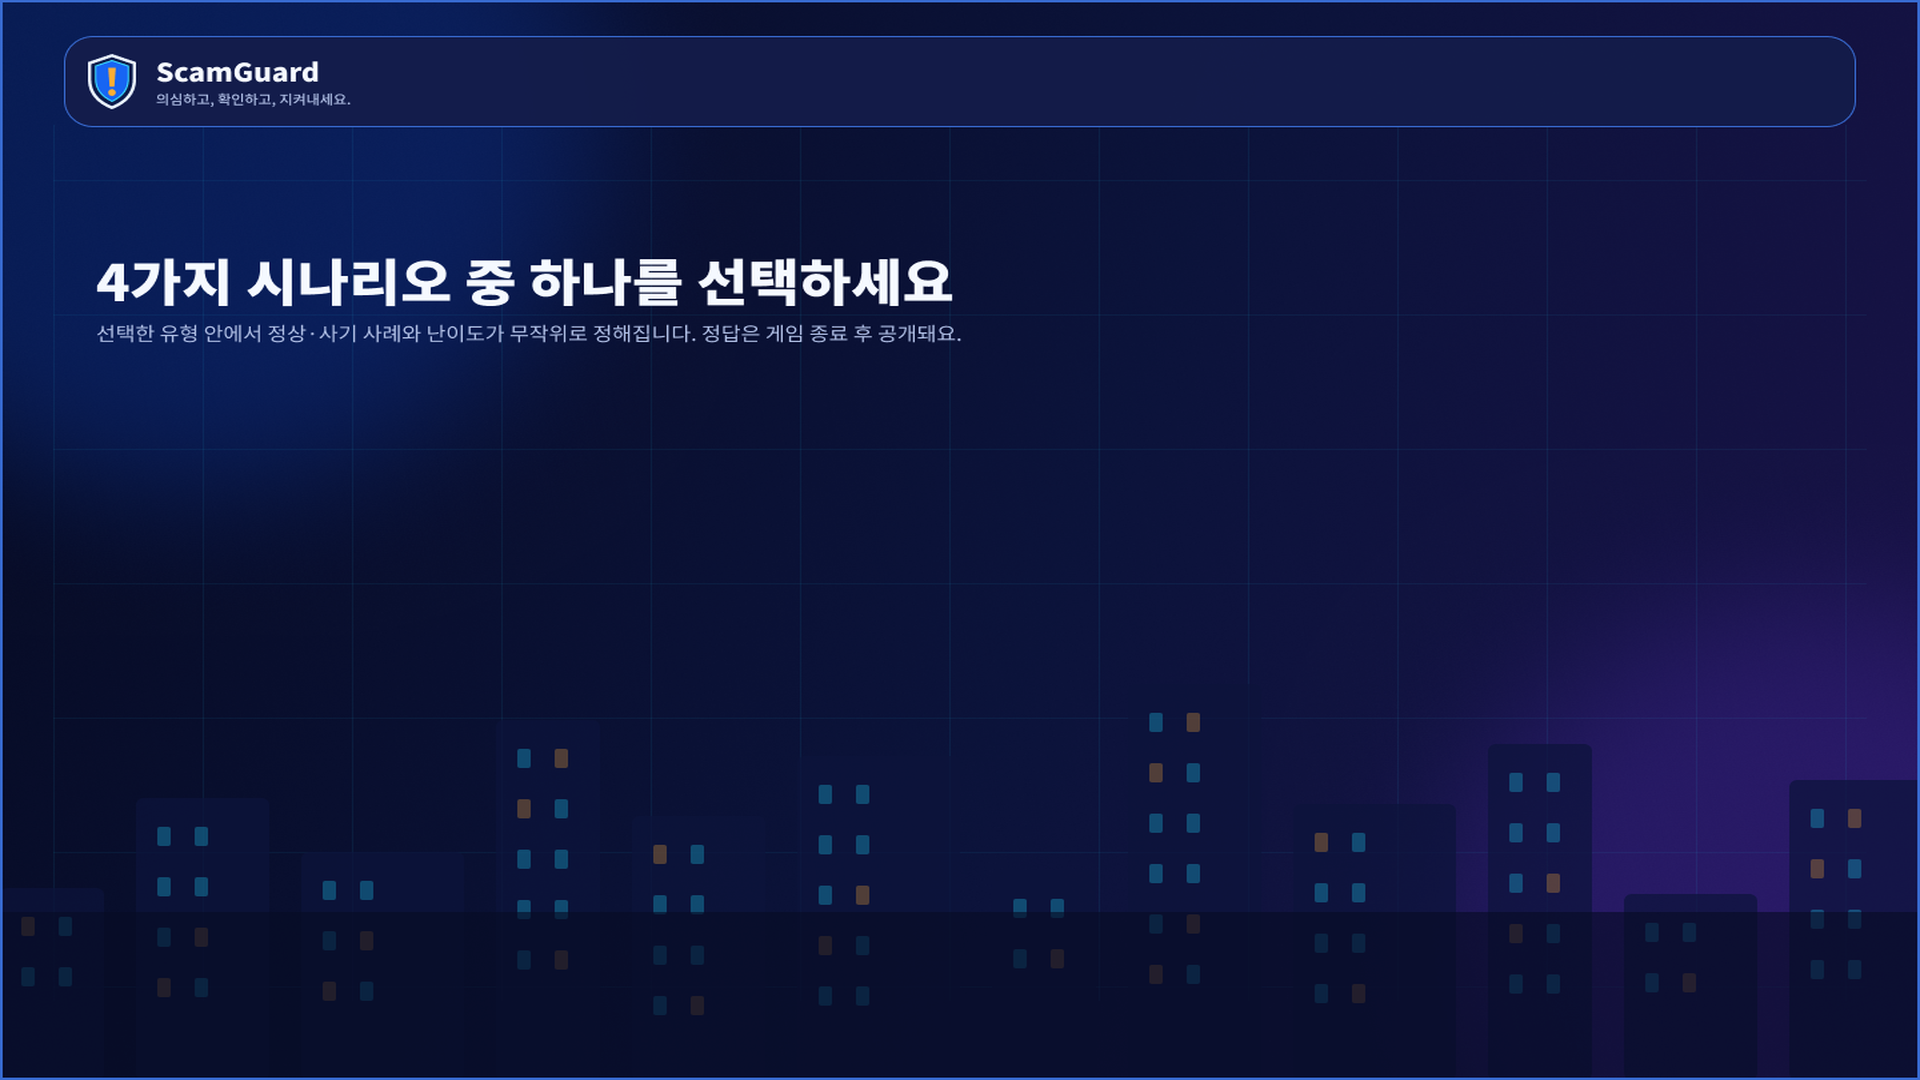 ScamGuard
의심하고, 확인하고, 지켜내세요.
4가지 시나리오 중 하나를 선택하세요
선택한 유형 안에서 정상·사기 사례와 난이도가 무작위로 정해집니다. 정답은 게임 종료 후 공개돼요.